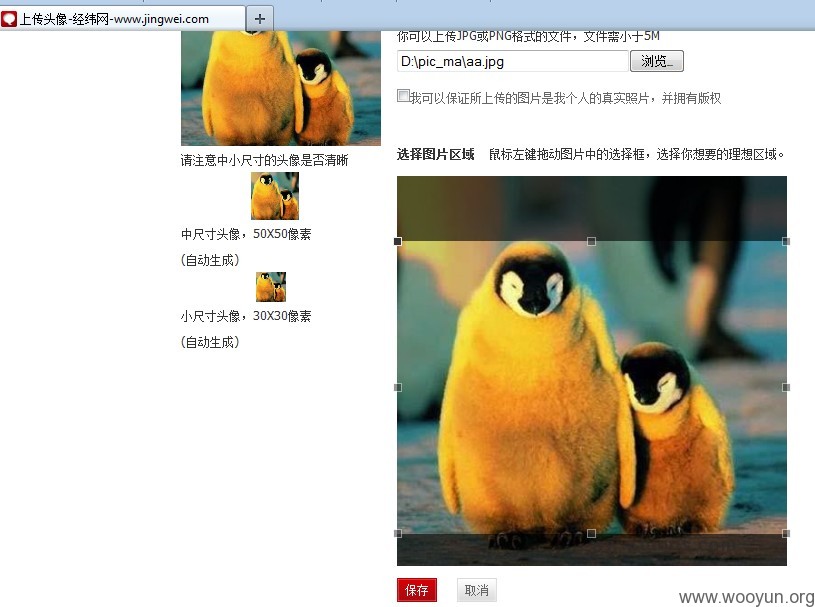 上传头像-经纬网-www.jingwei.com
你可以上传JPG或PNG格式的文件，文件需小于5M
D:\pic_ma\aa.jpg
浏览...
我可以保证所上传的图片是我个人的真实照片，并拥有版权
选择图片区域 鼠标左键拖动图片中的选择框，选择你想要的理想区域。
请注意中小尺寸的头像是否清晰
中尺寸头像，50X50像素
(自动生成)
小尺寸头像，30X30像素
(自动生成)
保存 取消
www.wooyun.org